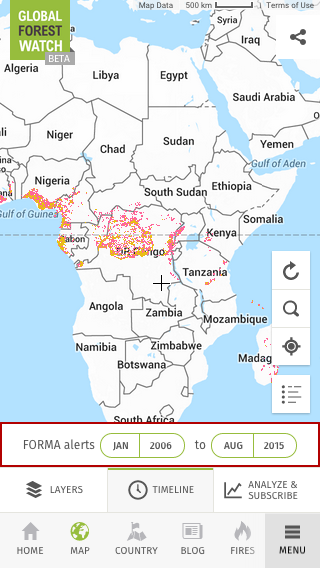 Map Data 500 km Terms of Use
GLOBAL
FOREST
WATCH
BETA
Syria
Iraq
Algeria
Libya
Egypt
Saudi Arabia
Niger
Chad
Sudan
Yemen
Gulf of Aden
Nigeria
Ethiopia
South Sudan
Gulf of Guinea
Somalia
abon
Kenya
DR Congo
Tanzania
Angola
Zambia
Mozambique
Namibia
Zimbabwe
Botswana
Madag
South Africa
FORMA alerts JAN 2006 to AUG 2015
LAYERS
TIMELINE
ANALYZE &
SUBSCRIBE
HOME MAP COUNTRY BLOG FIRES MENU